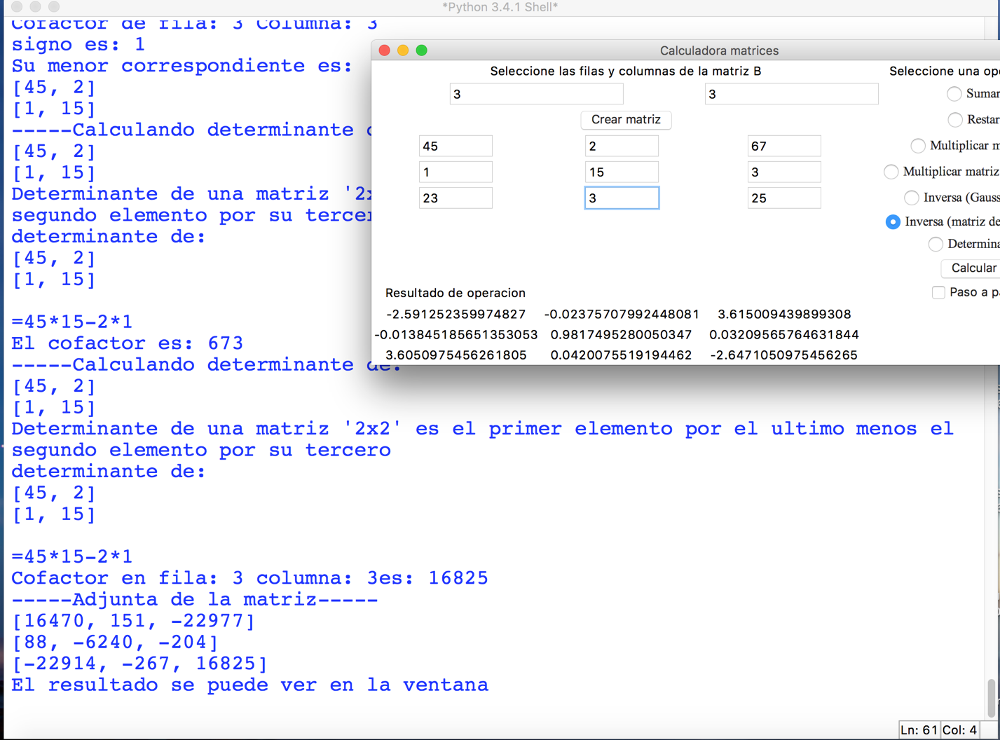 *Python 3.4.1 Shell*
Cofactor de fila: 3 Columna: 3
signo es: 1
Su menor correspondiente es:
[45, 2]
[1, 15]
-----Calculando determinante
[45, 2]
[1, 15]
Determinante de una matriz '2x
segundo elemento por su tercer
determinante de:
[45, 2]
[1, 15]
=45*15-2*1
El cofactor es: 673
-----Calculando determinante de:
[45, 2]
[1, 15]
Determinante de una matriz '2x2' es el primer elemento por el ultimo menos el
segundo elemento por su tercero
determinante de:
[45, 2]
[1, 15]
=45*15-2*1
Cofactor en fila: 3 columna: 3es: 16825
-----Adjunta de la matriz-----
[16470, 151, -22977]
[88, -6240, -204]
[-22914, -267, 16825]
El resultado se puede ver en la ventana
Ln: 61 Col: 4
Calculadora matrices
Seleccione las filas y columnas de la matriz B
3 3
Crear matriz
45 2 67
1 15 3
23 3 25
Seleccione una op
Sumar
Restar
Multiplicar m
Multiplicar matriz
Inversa (Gauss
Inversa (matriz de
Determina
Calcular
Paso a p
Resultado de operacion
-2.591252359974827 -0.02375707992448081 3.615009439899308
-0.013845185651353053 0.9817495280050347 0.03209565764631844
3.6050975456261805 0.0420075519194462 -2.6471050975456265